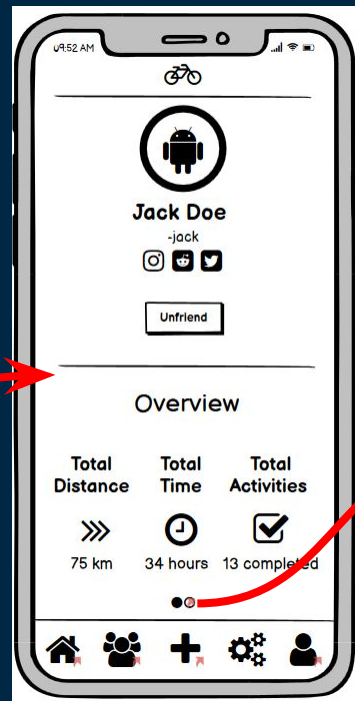 09:52 AM
Jack Doe
-jack
Unfriend
Overview
Total Distance
Total Time
Total Activities
75 km
34 hours
13 completed